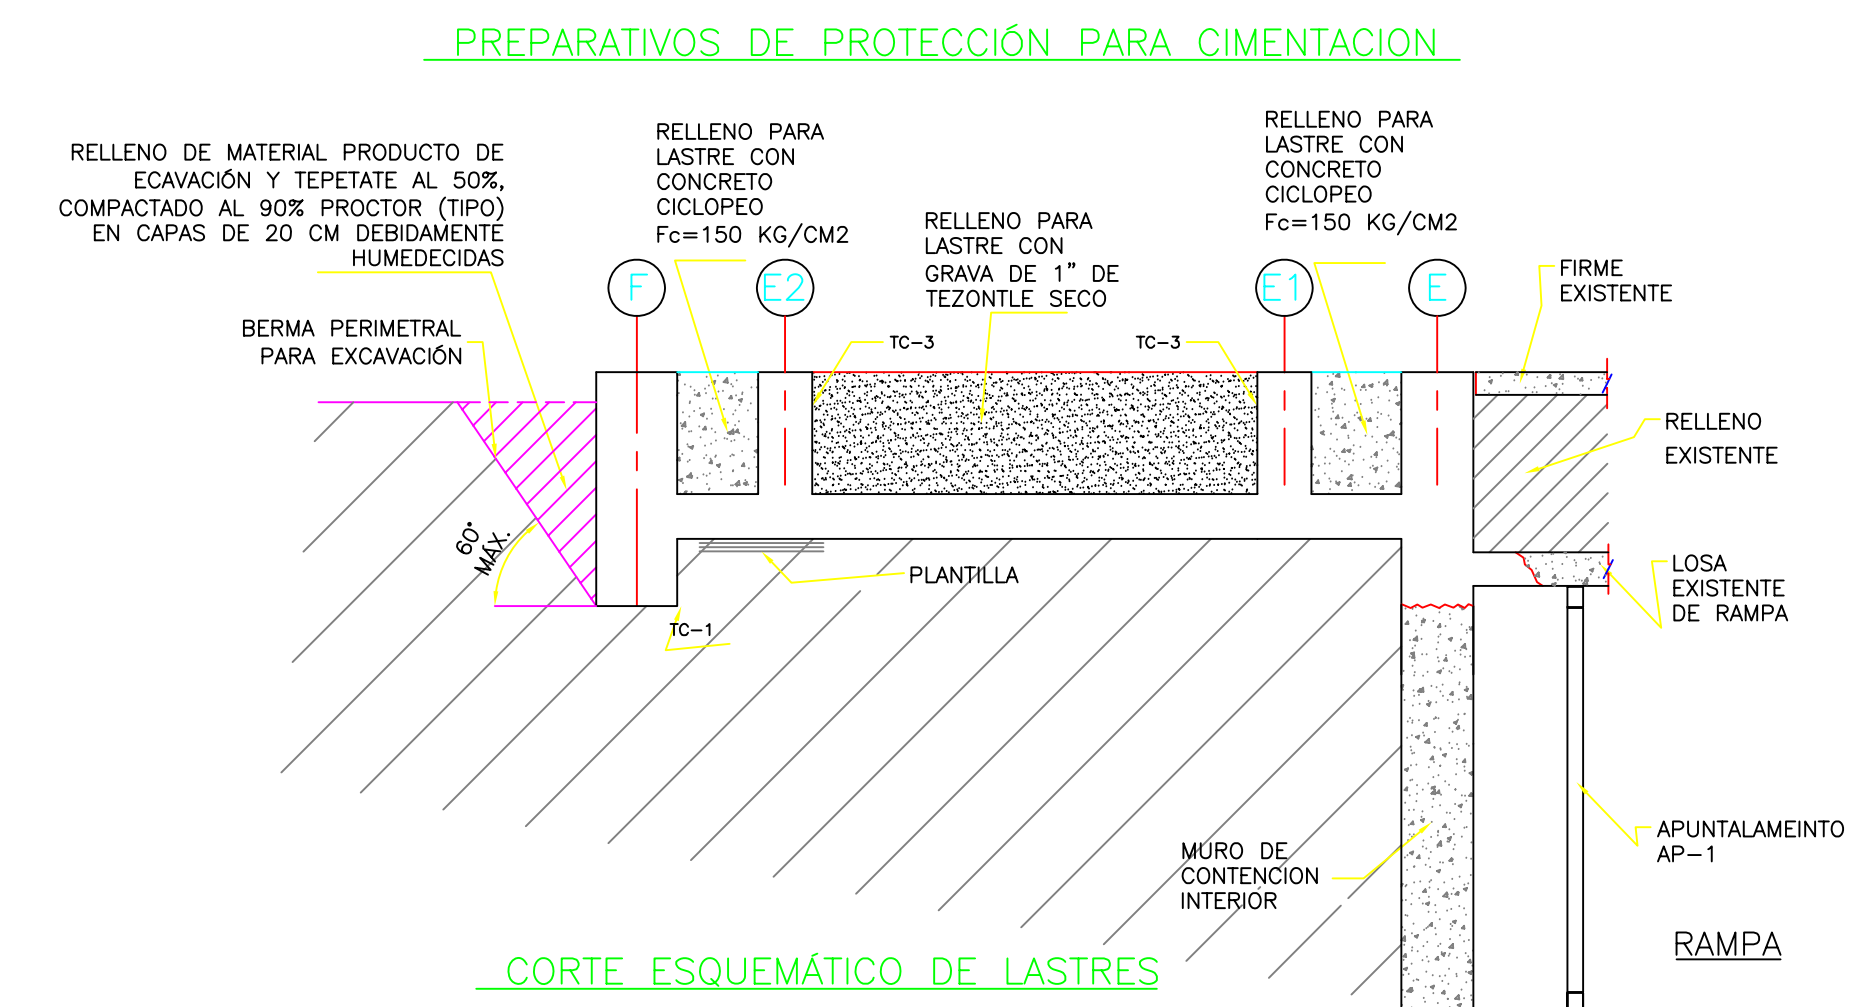 PREPARATIVOS DE PROTECCIÓN PARA CIMENTACION
RELLENO DE MATERIAL PRODUCTO DE
ECAVACIÓN Y TEPETATE AL 50%,
COMPACTADO AL 90% PROCTOR (TIPO)
EN CAPAS DE 20 CM DEBIDAMENTE
HUMEDECIDAS
RELLENO PARA
LASTRE CON
CONCRETO
CICLOPEO
Fc=150 KG/CM2
RELLENO PARA
LASTRE CON
GRAVA DE 1" DE
TEZONTLE SECO
RELLENO PARA
LASTRE CON
CONCRETO
CICLOPEO
Fc=150 KG/CM2
FIRME
EXISTENTE
F
E2
E1
E
BERMA PERIMETRAL
PARA EXCAVACIÓN
TC-3
TC-3
RELLENO
EXISTENTE
60°
MÁX.
PLANTILLA
LOSA
EXISTENTE
DE RAMPA
TC-1
MURO DE
CONTENCION
INTERIOR
APUNTALAMEINTO
AP-1
RAMPA
CORTE ESQUEMÁTICO DE LASTRES